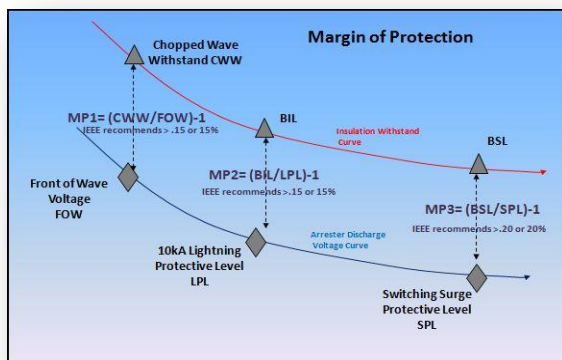 Margin of Protection
Chopped Wave
Withstand CWW
MP1= (CWW/FOW)-1
IEEE recommends > .15 or 15%
BIL
Insulation Withstand
Curve
BSL
Front of Wave
Voltage
FOW
MP2= (BIL/LPL)-1
IEEE recommends >.15 or 15%
MP3= (BSL/SPL)-1
IEEE recommends >.20 or 20%
10kA Lightning
Protective Level
LPL
Arrester Discharge
Voltage Curve
Switching Surge
Protective Level
SPL